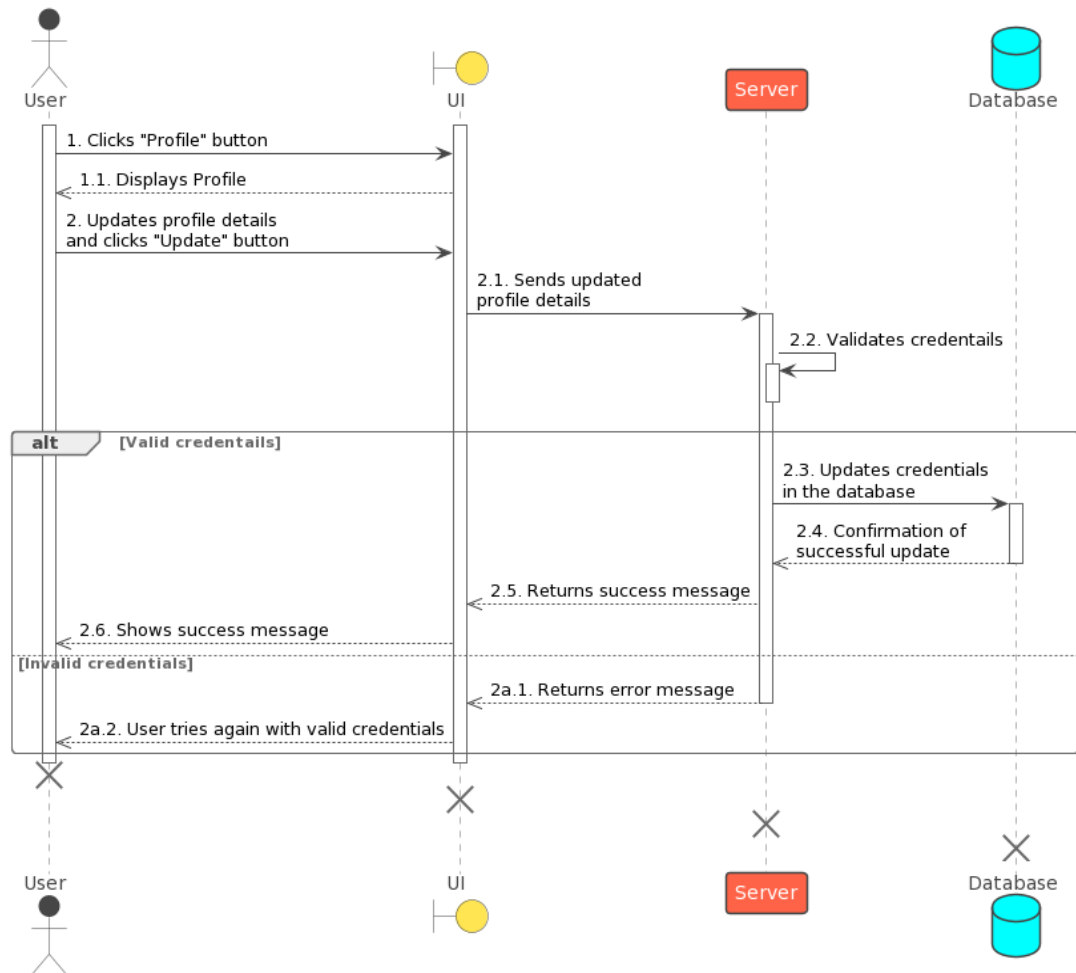 User
UI
Server
Database
1. Clicks "Profile" button
1.1. Displays Profile
2. Updates profile details
and clicks "Update" button
2.1. Sends updated
profile details
2.2. Validates credentails
alt
[Valid credentails]
2.3. Updates credentials
in the database
2.4. Confirmation of
successful update
2.5. Returns success message
2.6. Shows success message
[Invalid credentials]
2a.1. Returns error message
2a.2. User tries again with valid credentials
User
UI
Server
Database